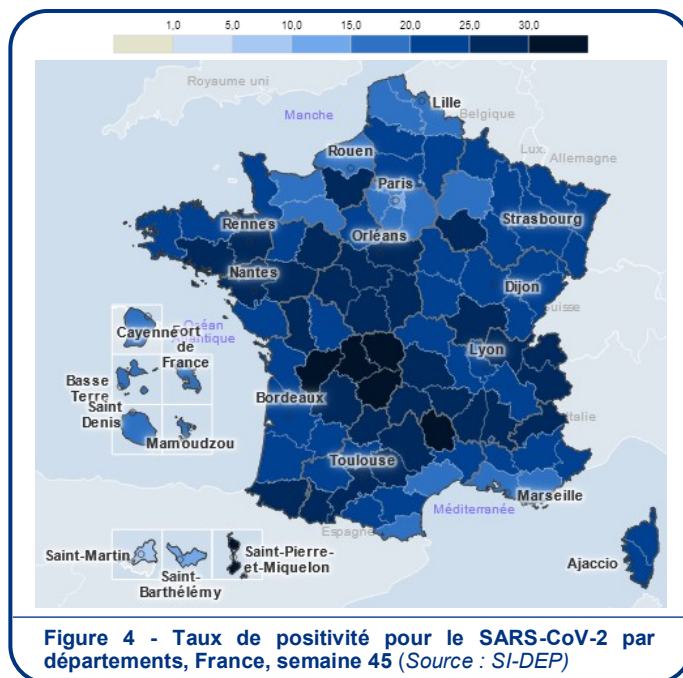 1,0 5,0 10,0 15,0 20,0 25,0 30,0
Royaume uni
Lille
Manche
Belgique
Rouen
Lux.
Allemagne
Paris
Rennes
Strasbourg
Orléans
Nantes
Dijon
Suisse
Océan
Cayenne
Fort
Atlantique
de
France
Lyon
Basse
Terre
Bordeaux
Saint
Denis
Italie
Mamoudzou
Toulouse
Marseille
Méditerranée
Espagne
Saint-Martin
Saint-Pierre-
et-Miquelon
Ajaccio
Saint-
Barthélémy
Figure 4 - Taux de positivité pour le SARS-CoV-2 par
départements, France, semaine 45 (Source : SI-DEP)